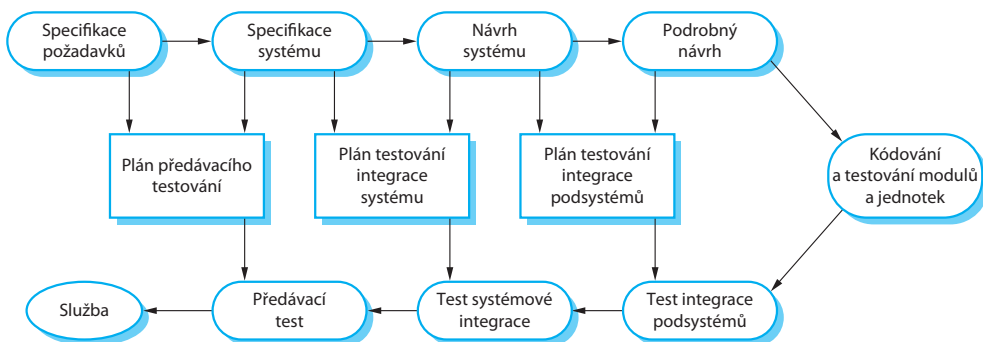 Specifikace
požadavků
Specifikace
systému
Návrh
systému
Podrobný
návrh
Plán předávacího
testování
Plán testování
integrace
systému
Plán testování
integrace
podsystémů
Kódování
a testování modulů
a jednotek
Služba
Předávací
test
Test systémové
integrace
Test integrace
podsystémů